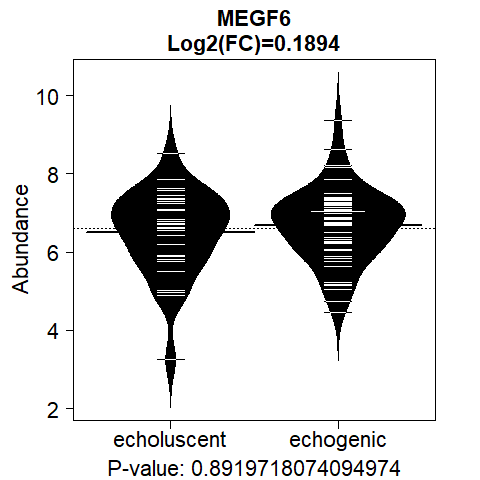 MEGF6
Log2(FC)=0.1894
Abundance
10
8
6
4
2
echoluscent
echogenic
P-value: 0.8919718074094974